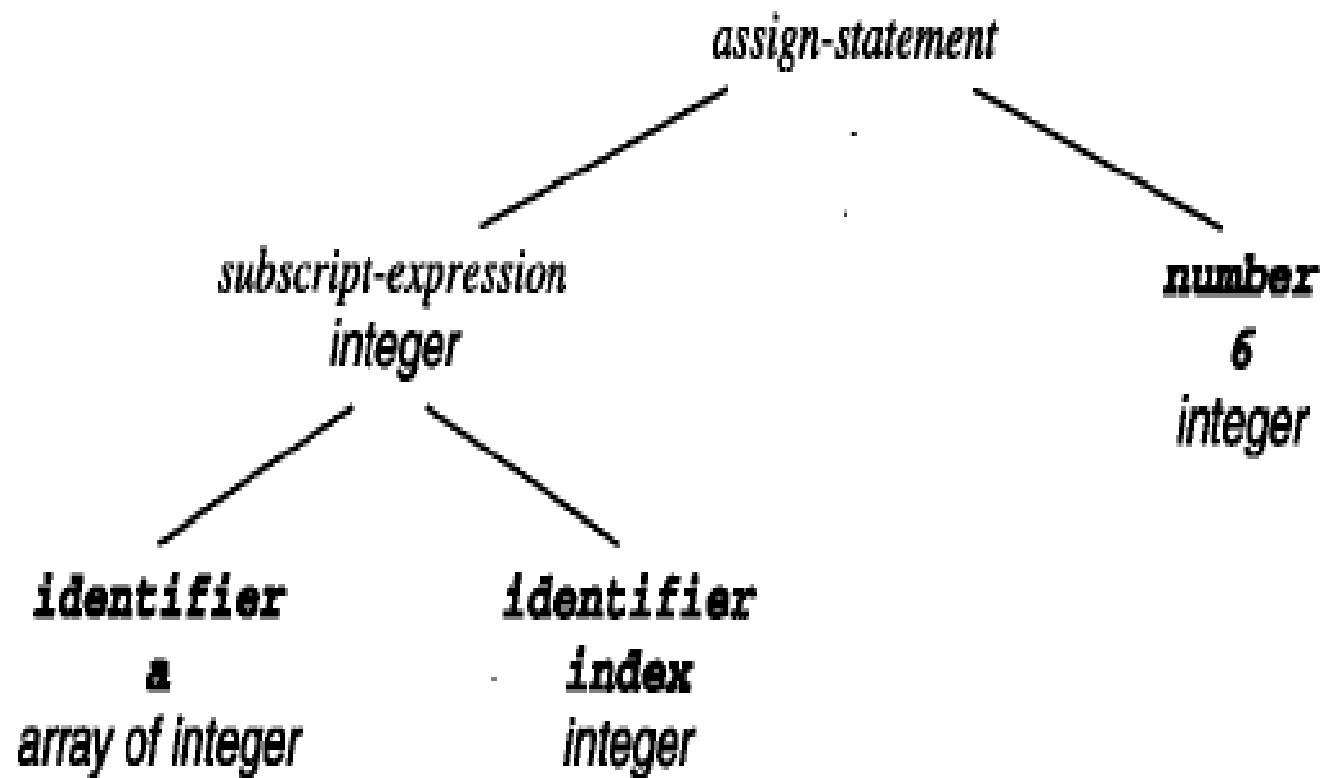 assign-statement
subscript-expression
integer
number
6
integer
identifier
a
array of integer
identifier
index
integer